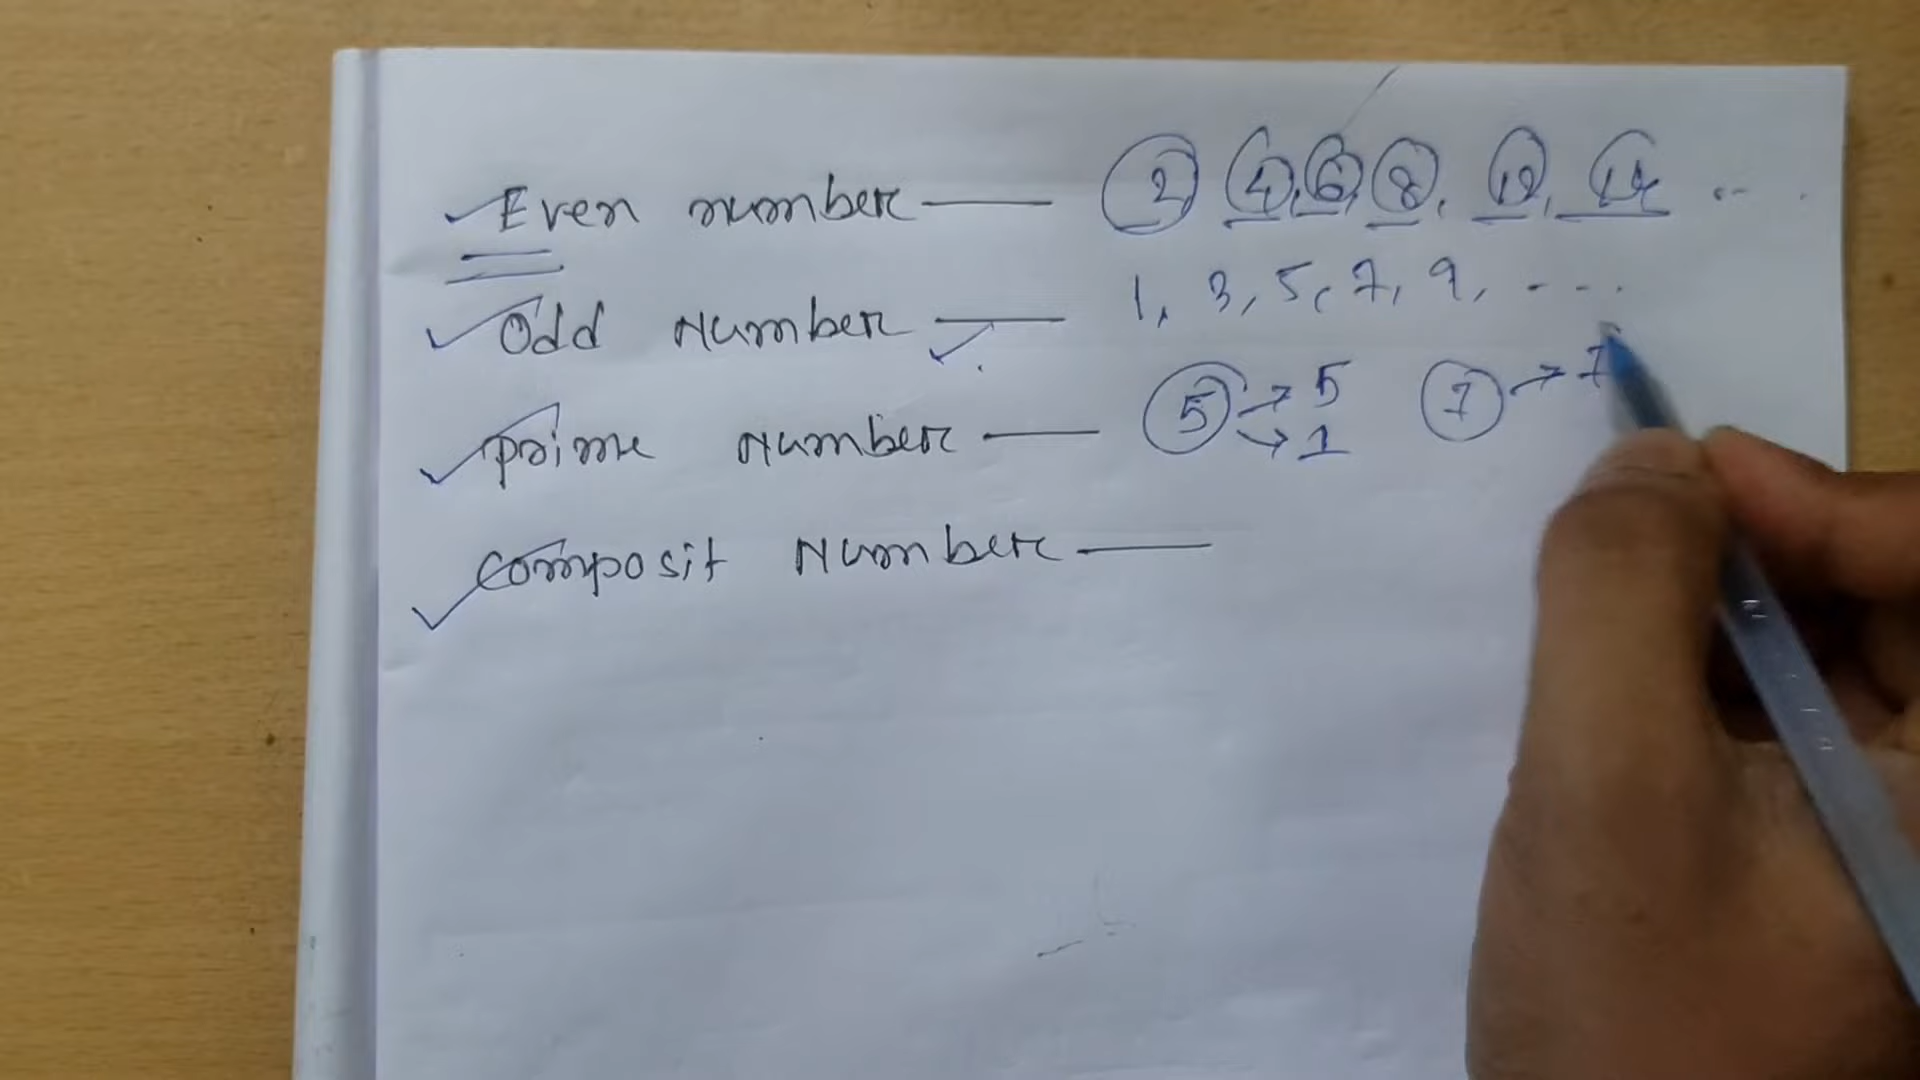 Even number — 2 4, 6, 8, 12, 14 ...
Odd Number — 1, 3, 5, 7, 9, ---
prime Number — 5 → 5 → 1 7 → 7
composit Number —